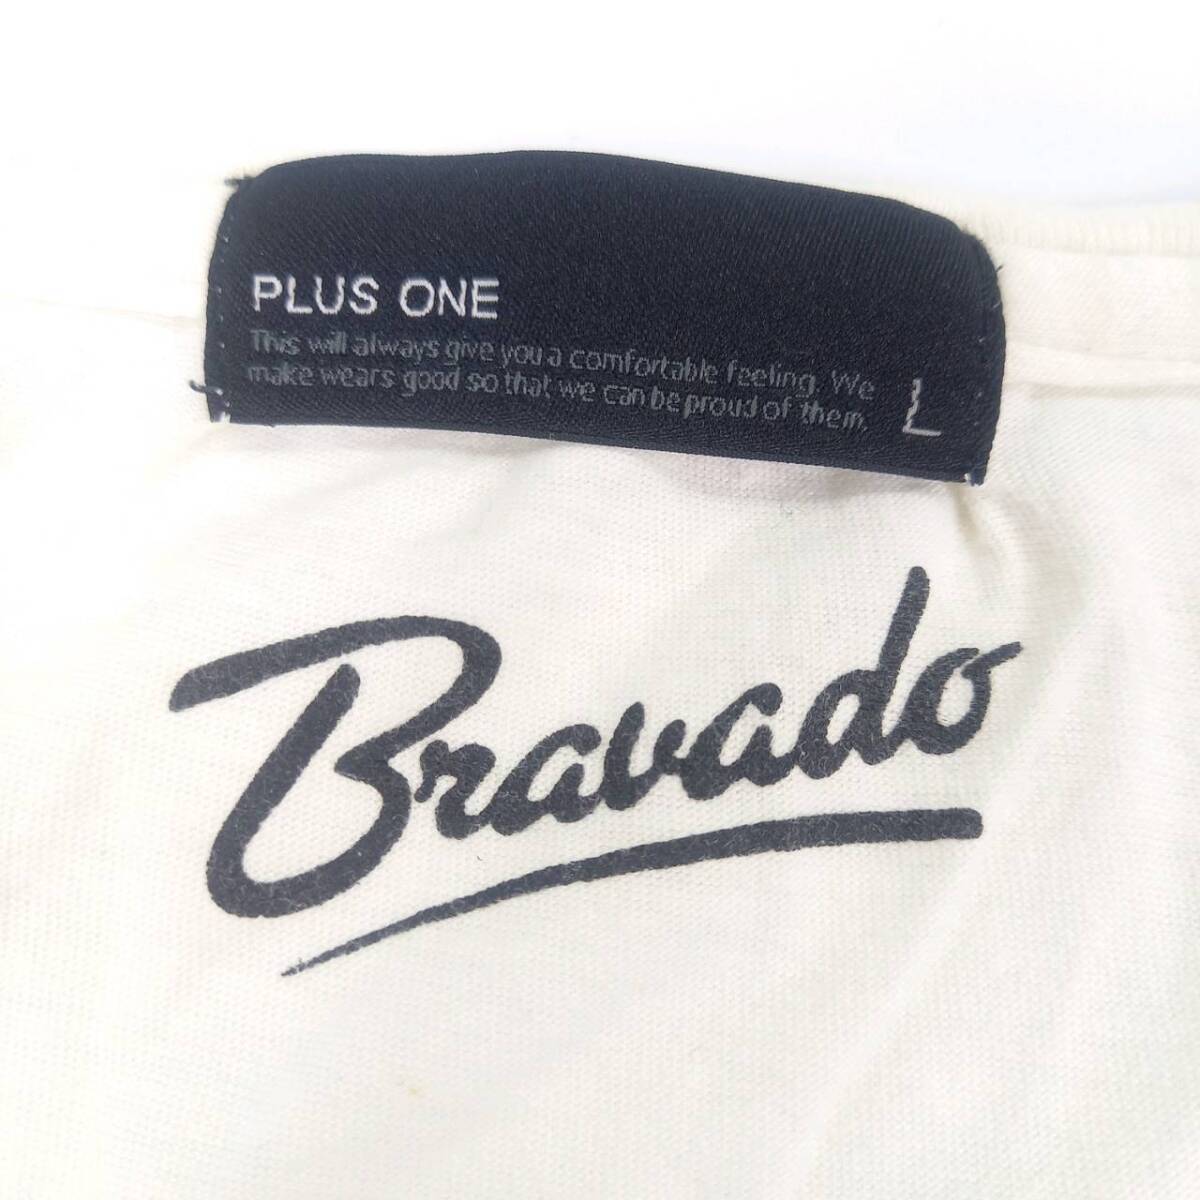 PLUS ONE
This will always give you a comfortable feeling. We
make wears good so that we can be proud of them.
L
Bravado